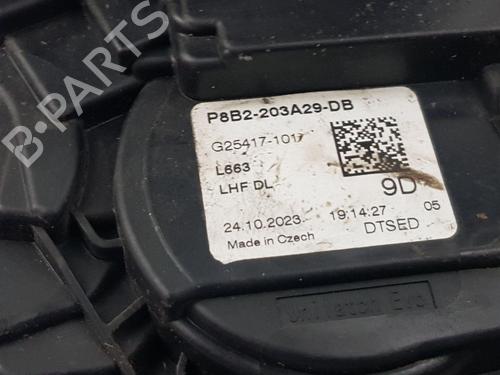 P8B2-203A29-DB
G25417-1017
L663
LHF DL
9D
24.10.2023
19:14:27
05
Made in Czech
DTSED
B-PARTS